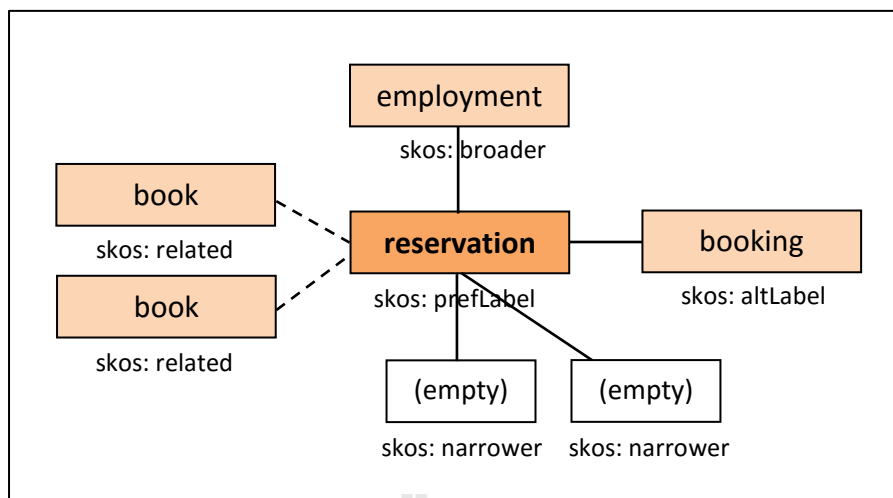 employment
skos: broader
book
skos: related
reservation
skos: prefLabel
booking
skos: altLabel
book
skos: related
(empty)
skos: narrower
(empty)
skos: narrower